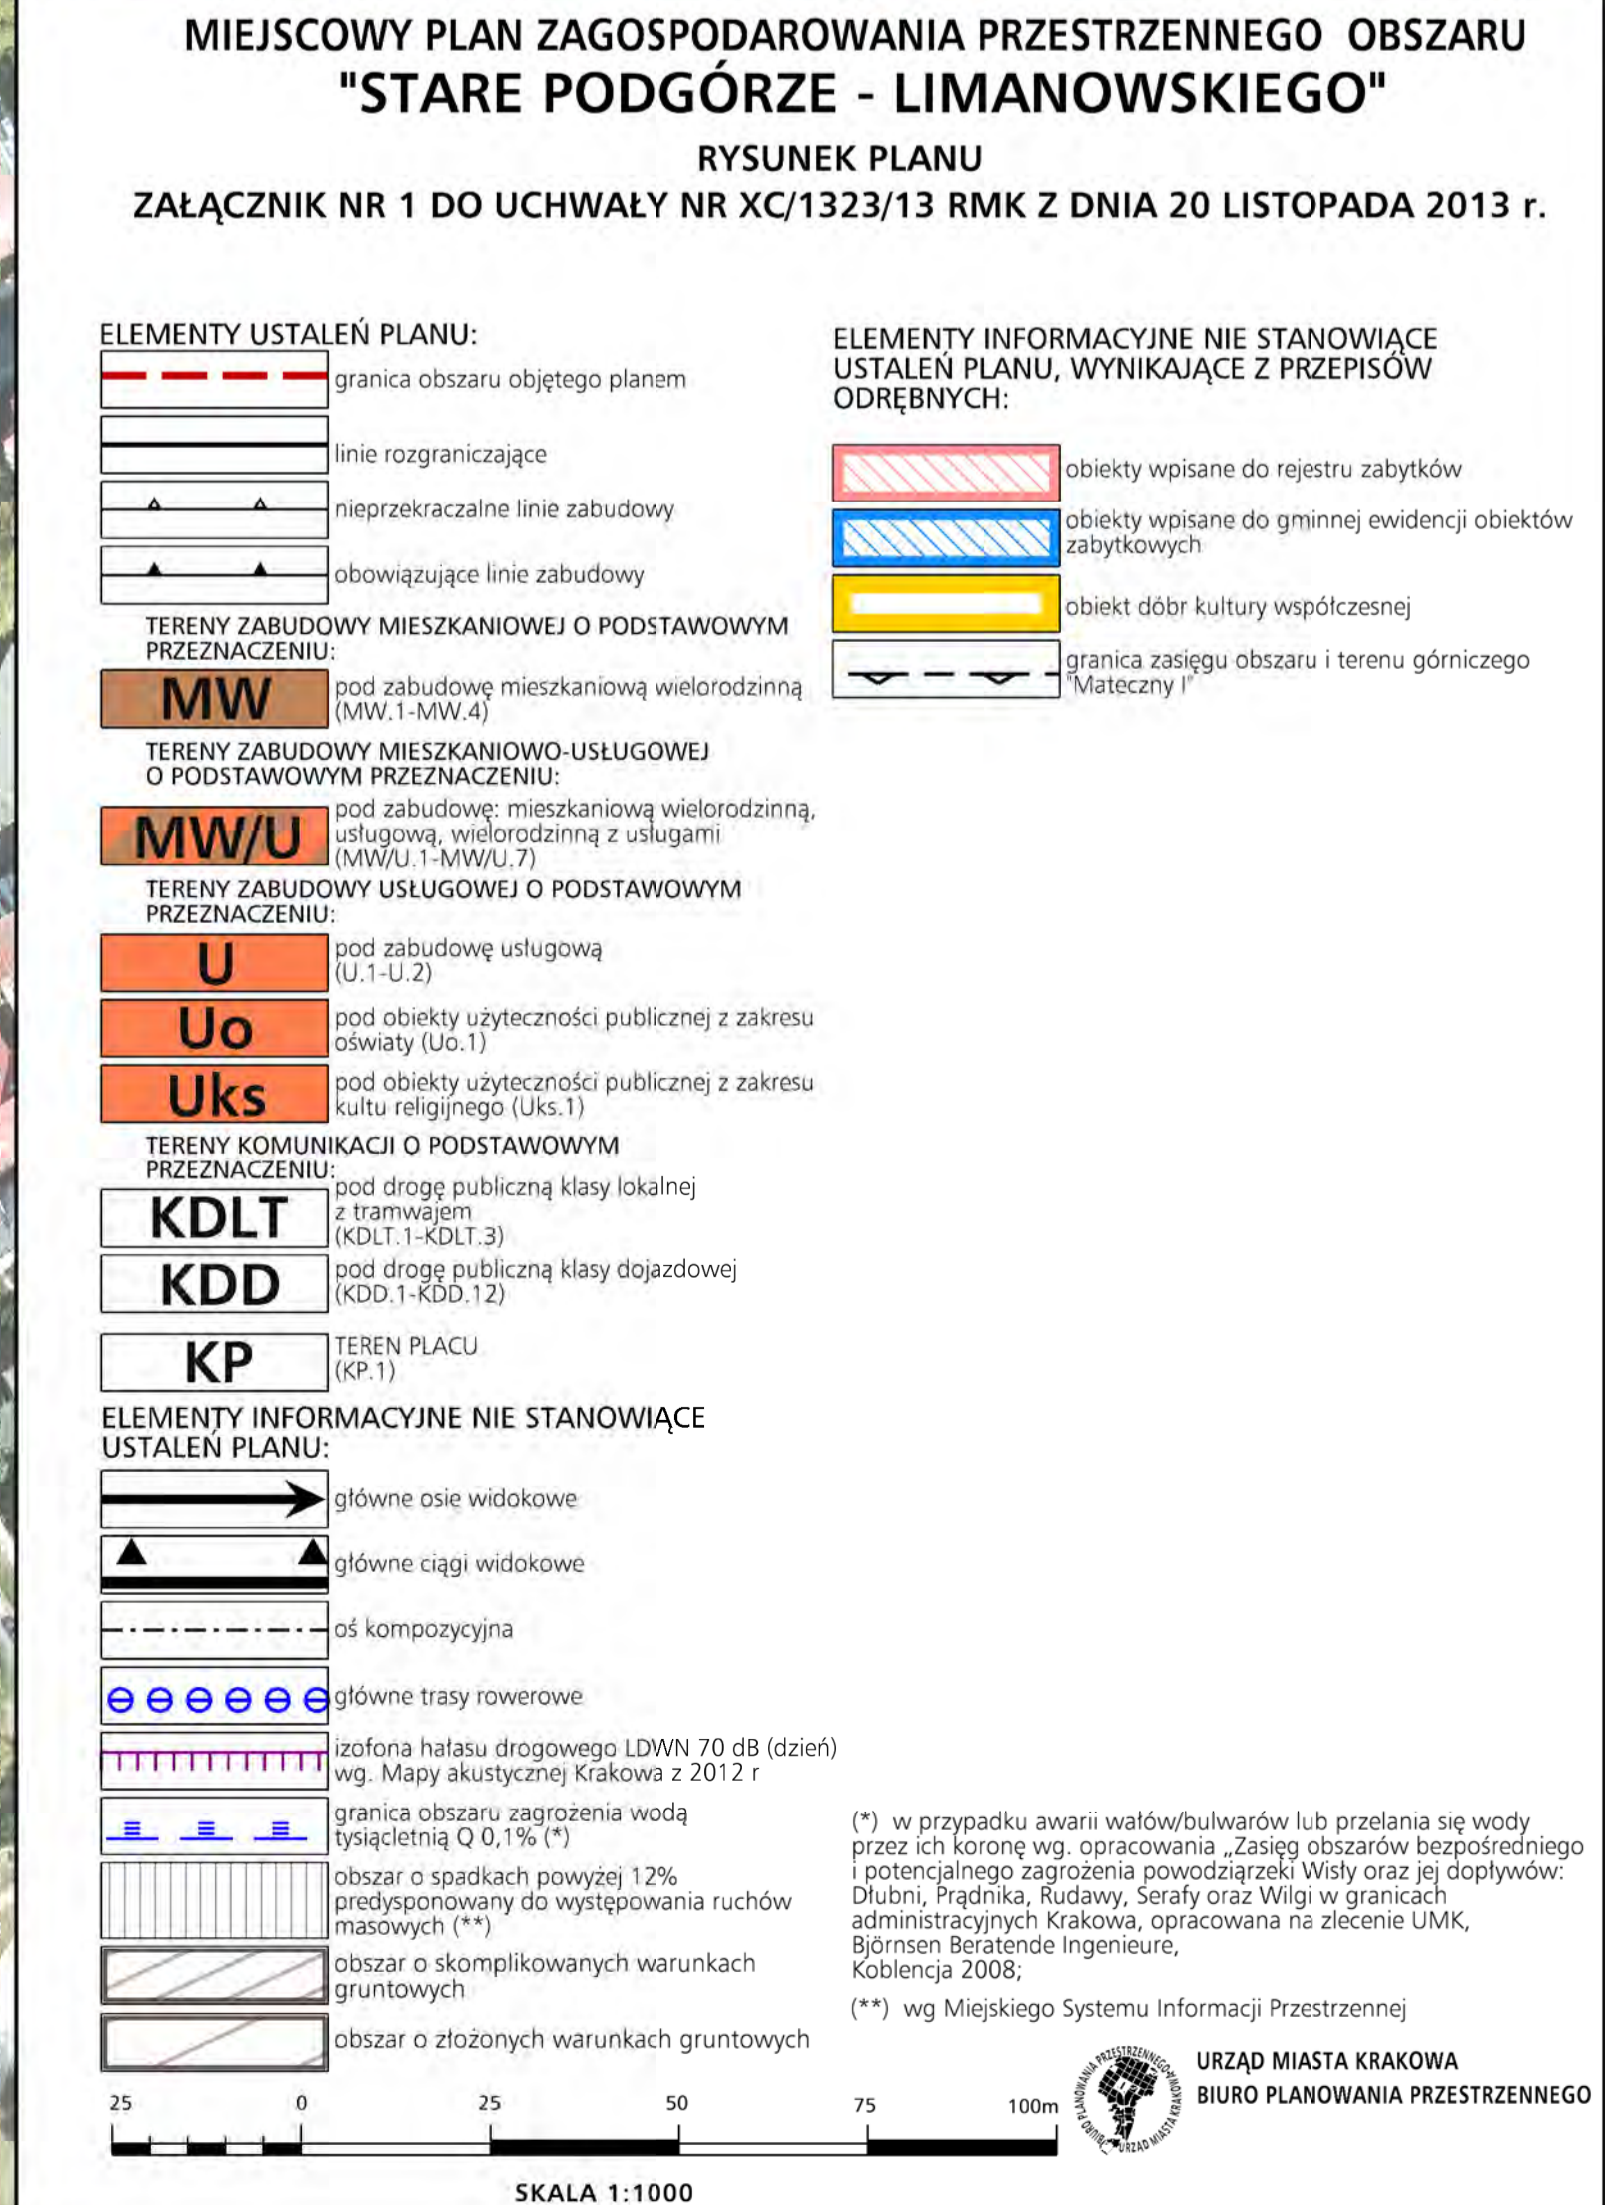 MIEJSCOWY PLAN ZAGOSPODAROWANIA PRZESTRZENNEGO OBSZARU
"STARE PODGÓRZE - LIMANOWSKIEGO"
RYSUNEK PLANU
ZAŁĄCZNIK NR 1 DO UCHWAŁY NR XC/1323/13 RMK Z DNIA 20 LISTOPADA 2013 r.
ELEMENTY USTALEŃ PLANU:
granica obszaru objętego planem
linie rozgraniczające
nieprzekraczalne linie zabudowy
obowiązujące linie zabudowy
TERENY ZABUDOWY MIESZKANIOWEJ O PODSTAWOWYM
PRZEZNACZENIU:
MW
pod zabudowę mieszkaniową wielorodzinną
(MW.1-MW.4)
TERENY ZABUDOWY MIESZKANIOWO-USŁUGOWEJ
O PODSTAWOWYM PRZEZNACZENIU:
MW/U
pod zabudowę: mieszkaniową wielorodzinną,
usługową, wielorodzinną z usługami
(MW/U.1-MW/U.7)
TERENY ZABUDOWY USŁUGOWEJ O PODSTAWOWYM
PRZEZNACZENIU:
U
pod zabudowę usługową
(U.1-U.2)
Uo
pod obiekty użyteczności publicznej z zakresu
oświaty (Uo.1)
Uks
pod obiekty użyteczności publicznej z zakresu
kultu religijnego (Uks.1)
TERENY KOMUNIKACJI O PODSTAWOWYM
PRZEZNACZENIU:
KDLT
pod drogę publiczną klasy lokalnej
z tramwajem
(KDLT.1-KDLT.3)
KDD
pod drogę publiczną klasy dojazdowej
(KDD.1-KDD.12)
KP
TEREN PLACU
(KP.1)
ELEMENTY INFORMACYJNE NIE STANOWIĄCE
USTALEŃ PLANU:
główne osie widokowe
główne ciągi widokowe
oś kompozycyjna
główne trasy rowerowe
izofona hałasu drogowego LDWN 70 dB (dzień)
wg. Mapy akustycznej Krakowa z 2012 r
granica obszaru zagrożenia wodą
tysiącletnią Q 0,1% (*)
obszar o spadkach powyżej 12%
predysponowany do występowania ruchów
masowych (**)
obszar o skomplikowanych warunkach
gruntowych
obszar o złożonych warunkach gruntowych
ELEMENTY INFORMACYJNE NIE STANOWIĄCE
USTALEŃ PLANU, WYNIKAJĄCE Z PRZEPISÓW
ODRĘBNYCH:
obiekty wpisane do rejestru zabytków
obiekty wpisane do gminnej ewidencji obiektów
zabytkowych
obiekt dóbr kultury współczesnej
granica zasięgu obszaru i terenu górniczego
"Mateczny I"
(*) w przypadku awarii wałów/bulwarów lub przelania się wody
przez ich koronę wg. opracowania „Zasięg obszarów bezpośredniego
i potencjalnego zagrożenia powodziąrzeki Wisły oraz jej dopływów:
Dłubni, Prądnika, Rudawy, Serafy oraz Wilgi w granicach
administracyjnych Krakowa, opracowana na zlecenie UMK,
Björnsen Beratende Ingenieure,
Koblencja 2008;
(**) wg Miejskiego Systemu Informacji Przestrzennej
BIURO PLANOWANIA PRZESTRZENNEGO
URZĄD MIASTA KRAKOWA
URZĄD MIASTA KRAKOWA
BIURO PLANOWANIA PRZESTRZENNEGO
25 0 25 50 75 100m
SKALA 1:1000